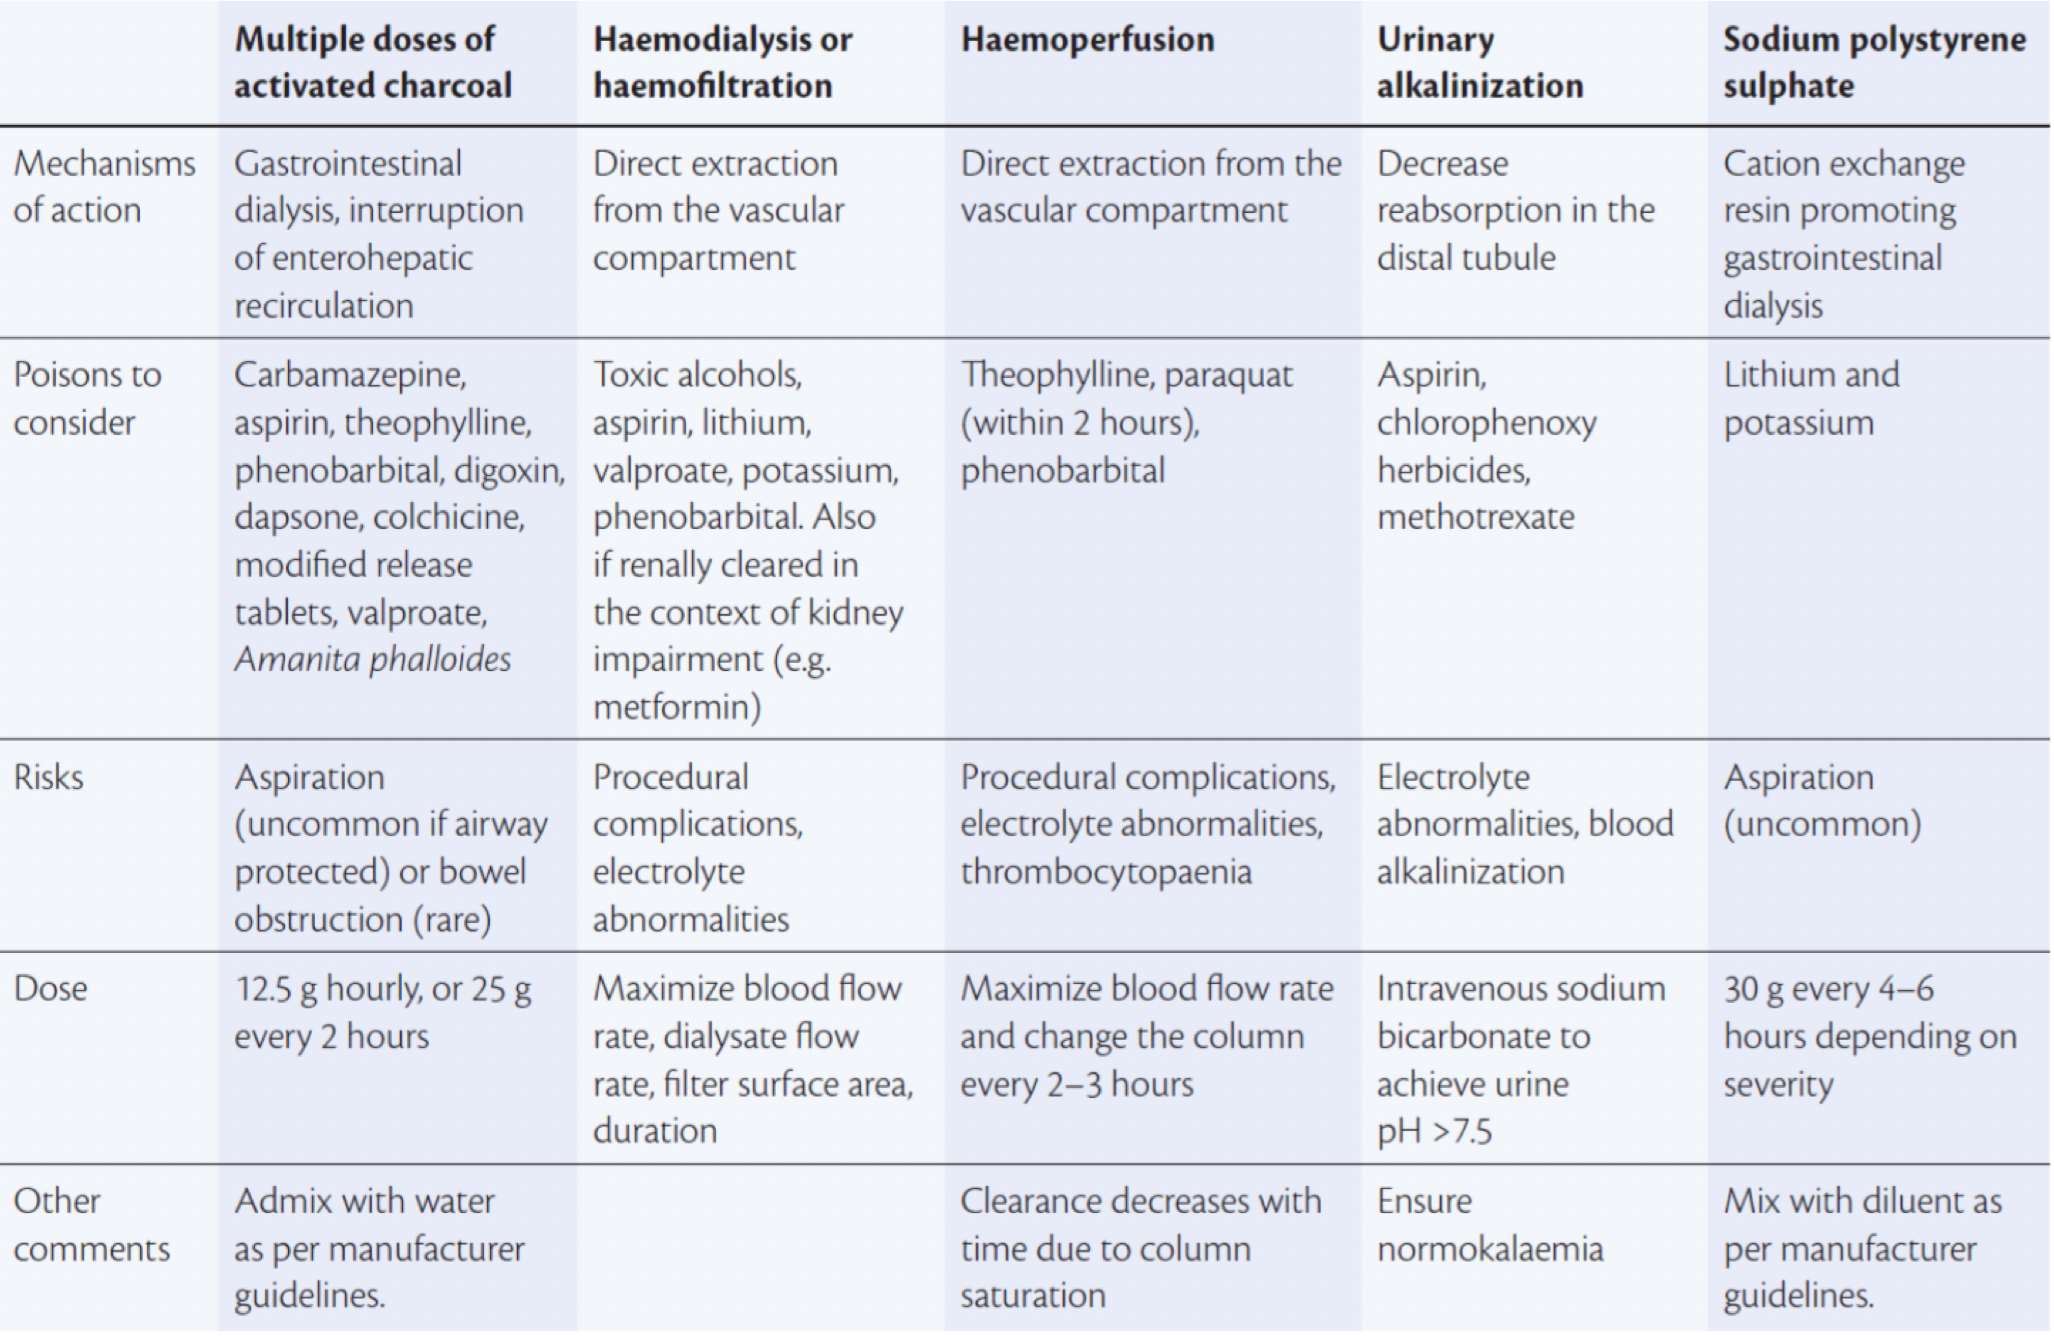 Multiple doses of
activated charcoal
Haemodialysis or
haemofiltration
Haemoperfusion
Urinary
alkalinization
Sodium polystyrene
sulphate
Mechanisms
of action
Gastrointestinal
dialysis, interruption
of enterohepatic
recirculation
Direct extraction
from the vascular
compartment
Direct extraction from the
vascular compartment
Decrease
reabsorption in the
distal tubule
Cation exchange
resin promoting
gastrointestinal
dialysis
Poisons to
consider
Carbamazepine,
aspirin, theophylline,
phenobarbital, digoxin,
dapsone, colchicine,
modified release
tablets, valproate,
Amanita phalloides
Toxic alcohols,
aspirin, lithium,
valproate, potassium,
phenobarbital. Also
if renally cleared in
the context of kidney
impairment (e.g.
metformin)
Theophylline, paraquat
(within 2 hours),
phenobarbital
Aspirin,
chlorophenoxy
herbicides,
methotrexate
Lithium and
potassium
Risks
Aspiration
(uncommon if airway
protected) or bowel
obstruction (rare)
Procedural
complications,
electrolyte
abnormalities
Procedural complications,
electrolyte abnormalities,
thrombocytopaenia
Electrolyte
abnormalities, blood
alkalinization
Aspiration
(uncommon)
Dose
12.5 g hourly, or 25 g
every 2 hours
Maximize blood flow
rate, dialysate flow
rate, filter surface area,
duration
Maximize blood flow rate
and change the column
every 2–3 hours
Intravenous sodium
bicarbonate to
achieve urine
pH >7.5
30 g every 4–6
hours depending on
severity
Other
comments
Admix with water
as per manufacturer
guidelines.
Clearance decreases with
time due to column
saturation
Ensure
normokalaemia
Mix with diluent as
per manufacturer
guidelines.